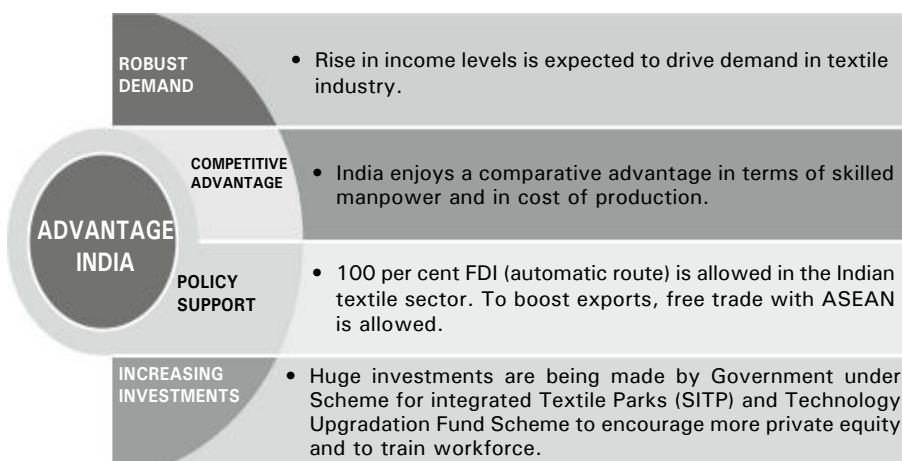 ADVANTAGE
INDIA
ROBUST
DEMAND
• Rise in income levels is expected to drive demand in textile
industry.
COMPETITIVE
ADVANTAGE
• India enjoys a comparative advantage in terms of skilled
manpower and in cost of production.
POLICY
SUPPORT
• 100 per cent FDI (automatic route) is allowed in the Indian
textile sector. To boost exports, free trade with ASEAN
is allowed.
INCREASING
INVESTMENTS
• Huge investments are being made by Government under
Scheme for integrated Textile Parks (SITP) and Technology
Upgradation Fund Scheme to encourage more private equity
and to train workforce.